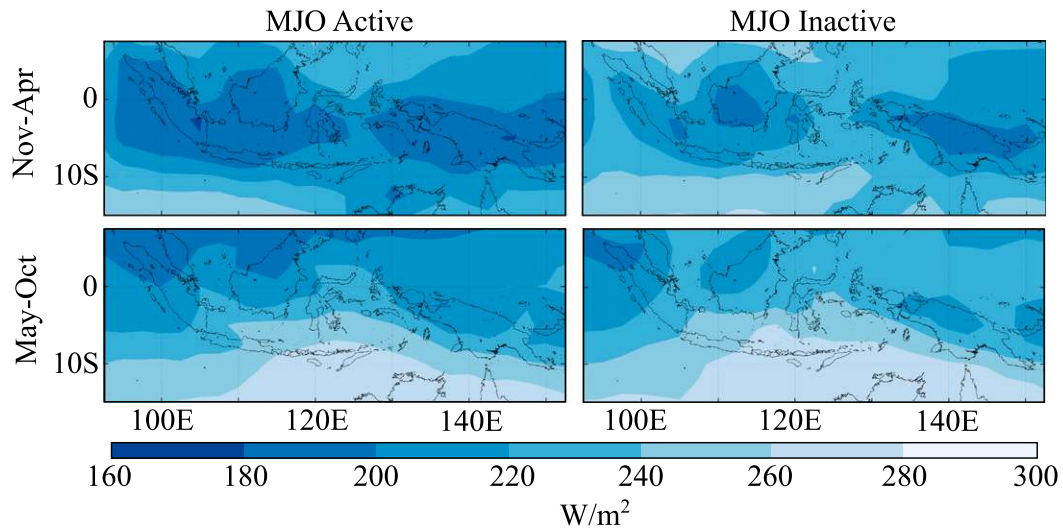 MJO Active MJO Inactive
Nov-Apr
0
10S
May-Oct
0
10S
100E 120E 140E 100E 120E 140E
160 180 200 220 240 260 280 300
W/m²